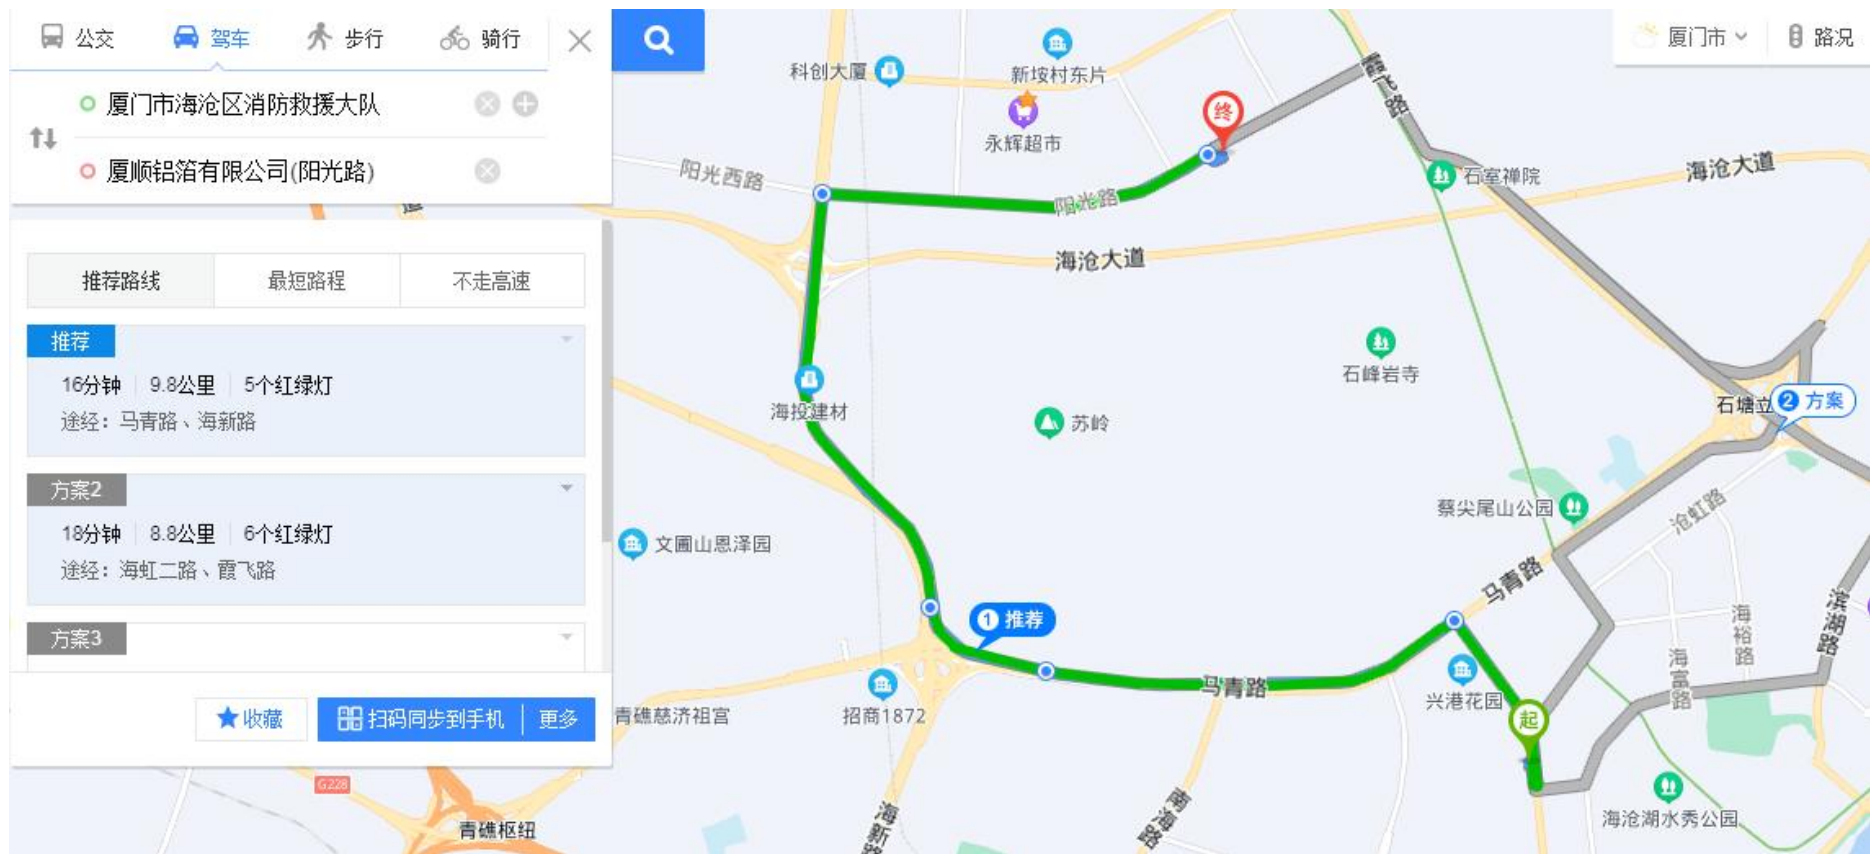 公交
驾车
步行
骑行
厦门市海沧区消防救援大队
厦顺铝箔有限公司(阳光路)
推荐路线
最短路程
不走高速
推荐
16分钟 9.8公里 5个红绿灯
途经：马青路、海新路
方案2
18分钟 8.8公里 6个红绿灯
途经：海虹二路、霞飞路
方案3
收藏
扫码同步到手机
更多
厦门市
路况
科创大厦
新垵村东片
永辉超市
终
霞飞路
阳光西路
阳光路
石室禅院
海沧大道
海沧大道
道
海投建材
苏岭
石峰岩寺
石塘立
2 方案
蔡尖尾山公园
沧虹路
文圃山恩泽园
1 推荐
马青路
马青路
海裕路
滨湖路
海富路
兴港花园
起
青礁慈济祖宫
招商1872
G228
青礁枢纽
海新路
南海路
海沧湖水秀公园